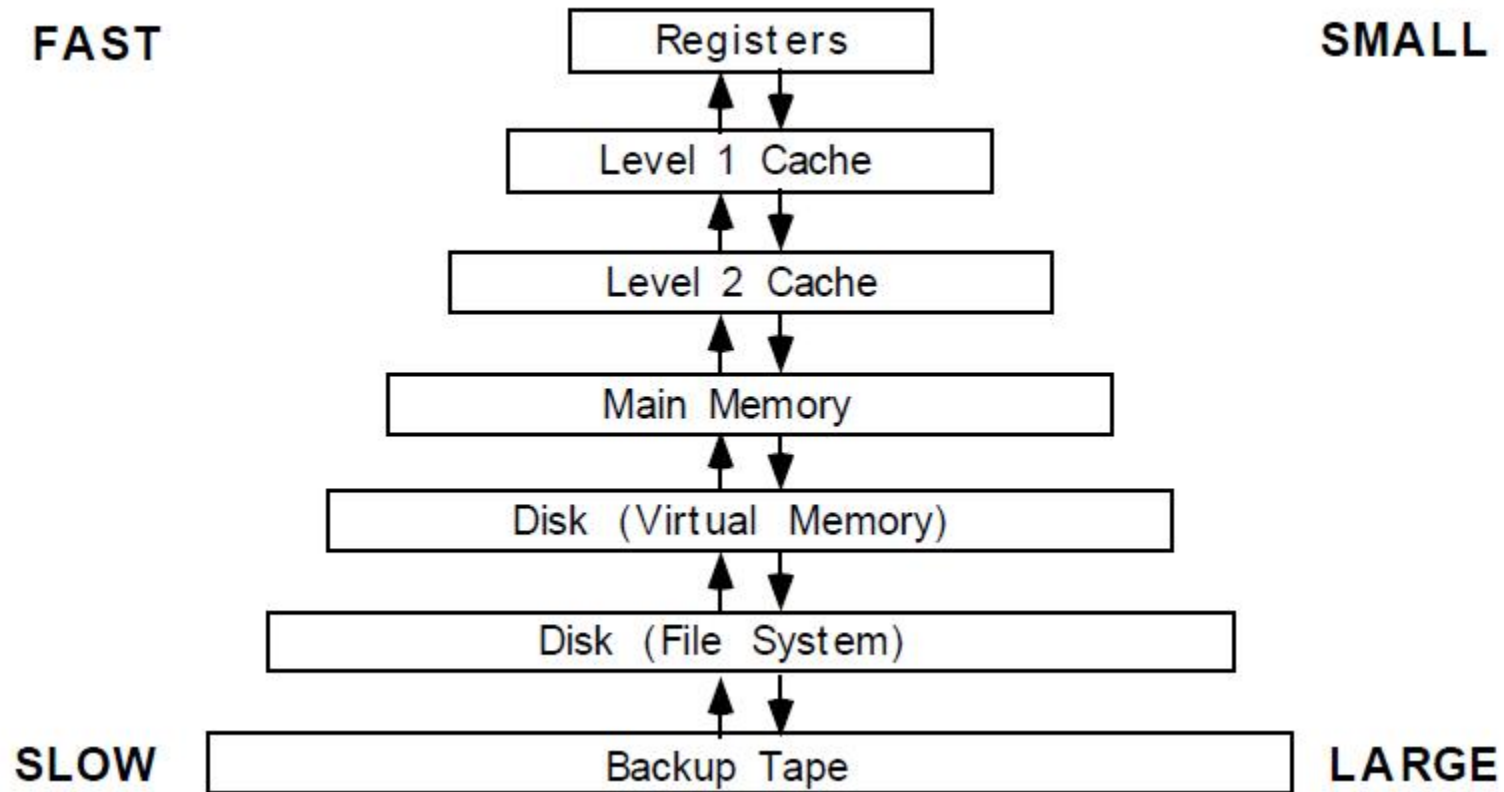 FAST Registers SMALL
Level 1 Cache
Level 2 Cache
Main Memory
Disk (Virtual Memory)
Disk (File System)
SLOW Backup Tape LARGE